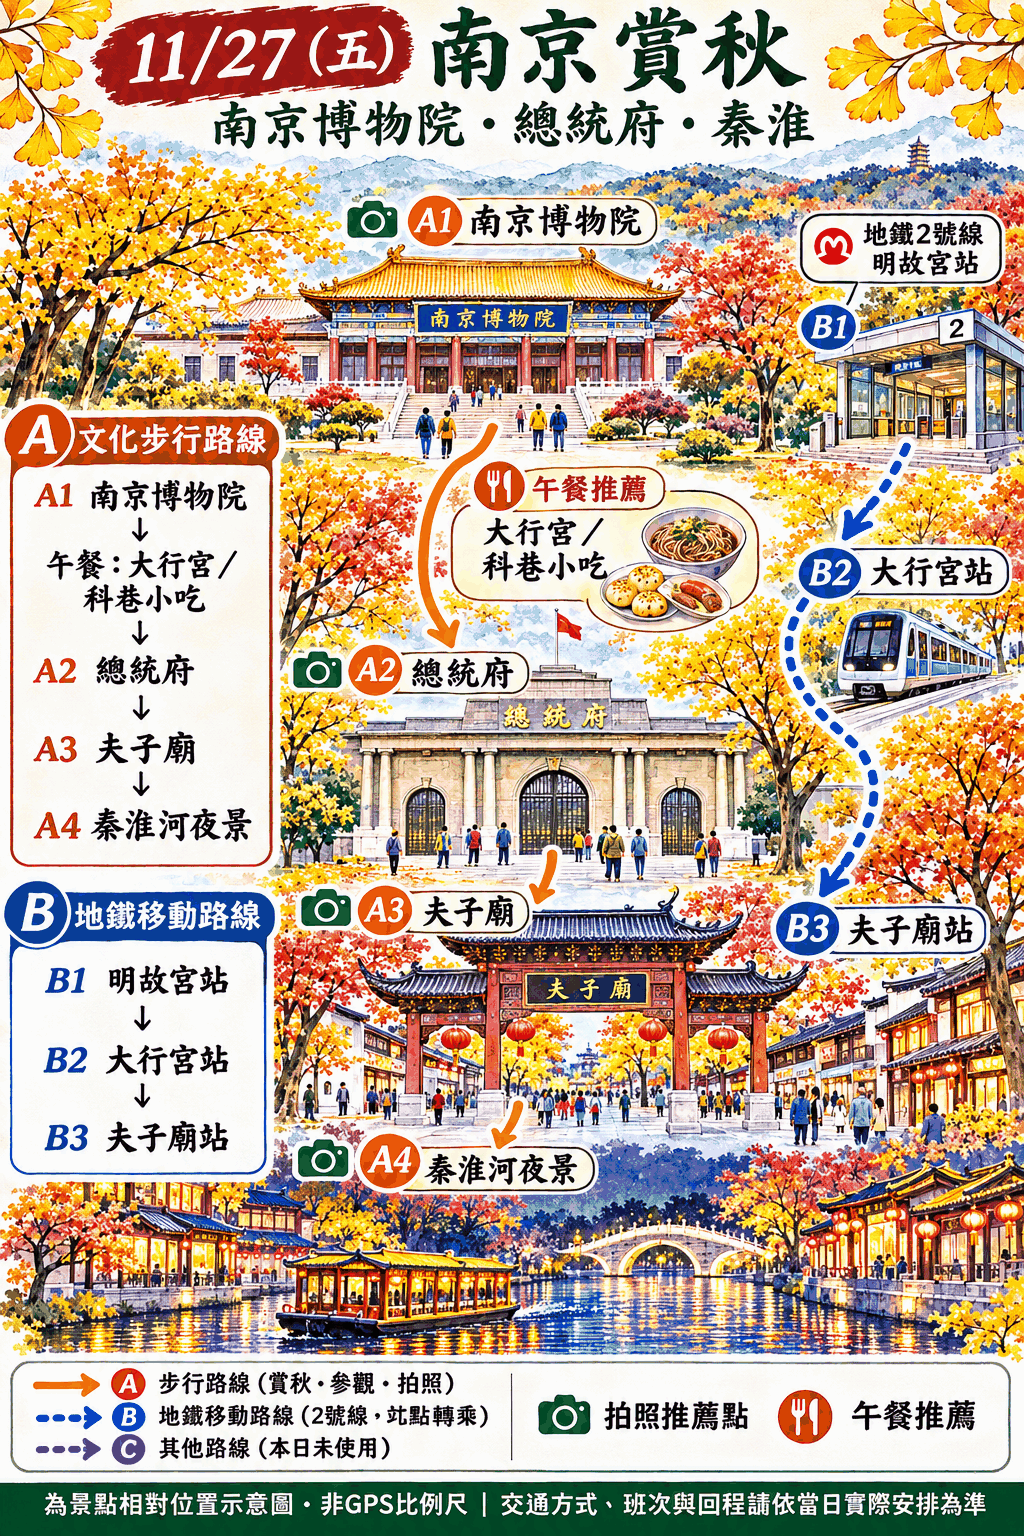 11/27 (五) 南京賞秋
南京博物院・總統府・秦淮
A1 南京博物院
地鐵2號線
明故宮站
B1
2
南京博物院
A 文化步行路線
A1 南京博物院
↓
午餐：大行宮／
科巷小吃
↓
A2 總統府
↓
A3 夫子廟
↓
A4 秦淮河夜景
午餐推薦
大行宮／
科巷小吃
B2 大行宮站
A2 總統府
總統府
B 地鐵移動路線
B1 明故宮站
↓
B2 大行宮站
↓
B3 夫子廟站
A3 夫子廟
B3 夫子廟站
夫子廟
A4 秦淮河夜景
A 步行路線 (賞秋・參觀・拍照)
B 地鐵移動路線 (2號線，站點轉乘)
C 其他路線 (本日未使用)
拍照推薦點
午餐推薦
為景點相對位置示意圖・非GPS比例尺 | 交通方式、班次與回程請依當日實際安排為準